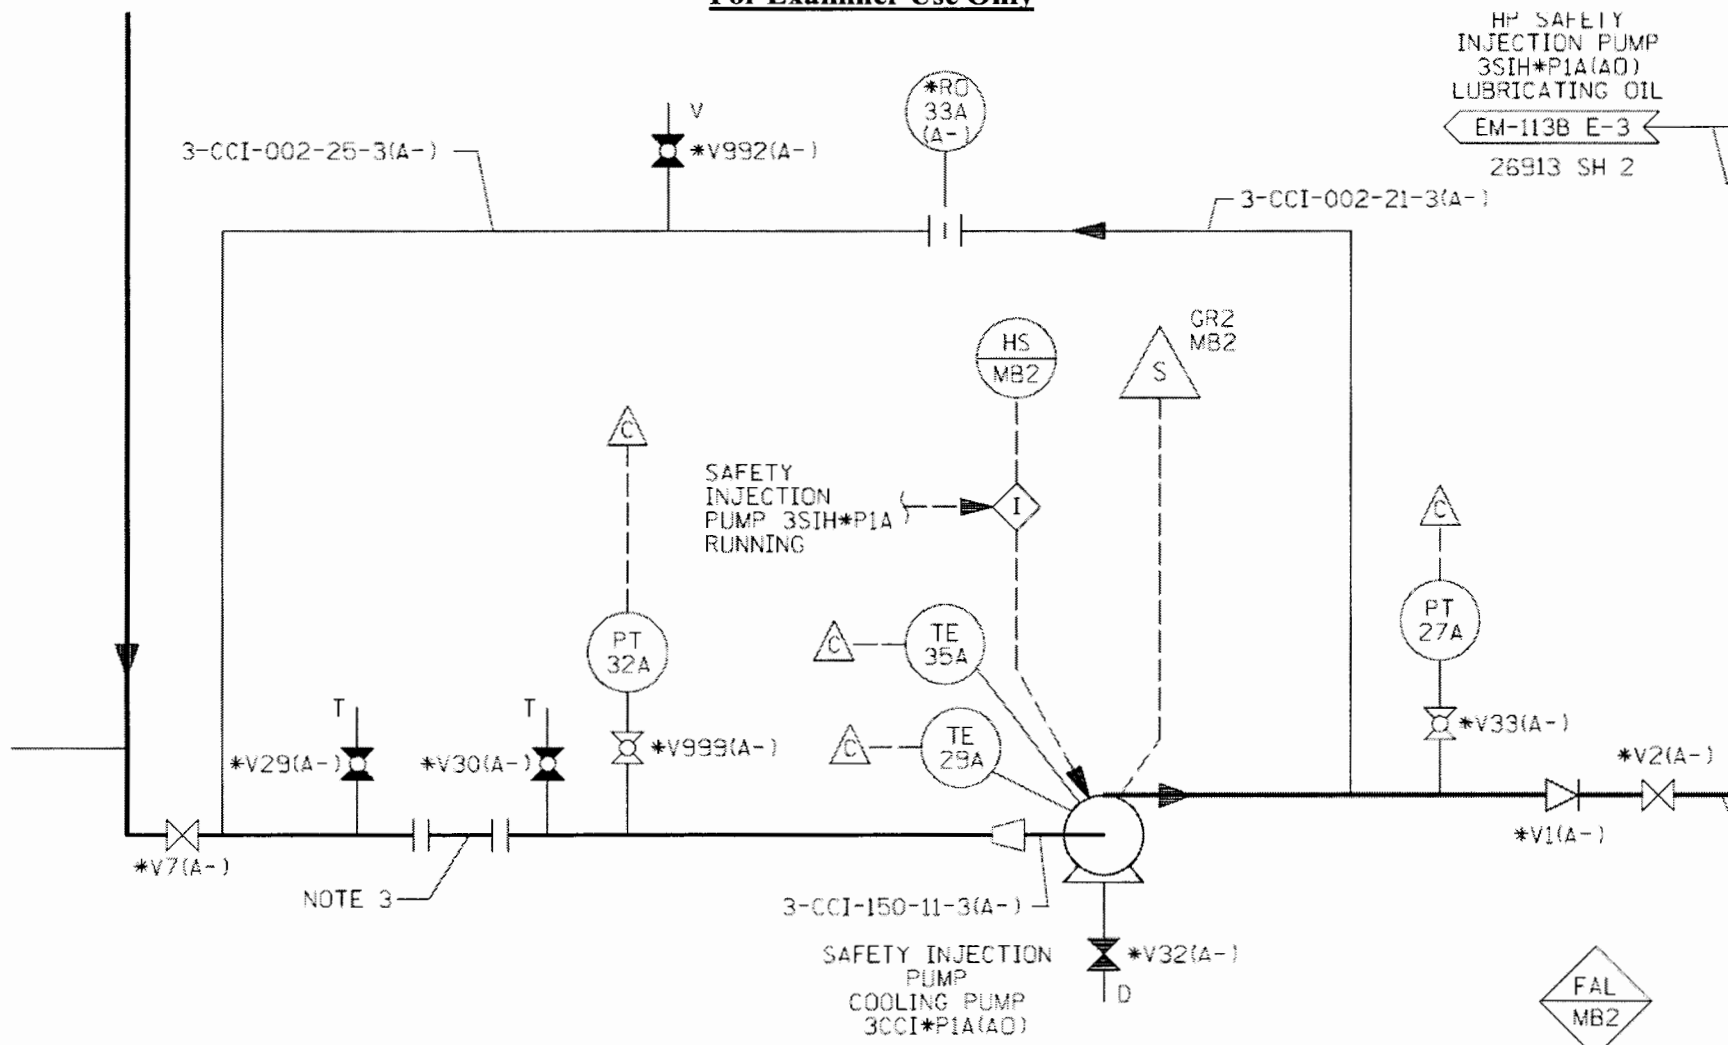 For Examiner Use Only
HP SAFETY
INJECTION PUMP
3SIH*P1A(AO)
LUBRICATING OIL
EM-113B E-3
26913 SH 2
*RO
33A
(A-)
V
*V992(A-)
3-CCI-002-25-3(A-)
3-CCI-002-21-3(A-)
HS
MB2
GR2
MB2
S
C
SAFETY
INJECTION
PUMP 3SIH*P1A
RUNNING
I
C
PT
27A
PT
32A
C
TE
35A
T
T
*V29(A-)
*V30(A-)
*V999(A-)
C
TE
29A
*V33(A-)
*V2(A-)
*V7(A-)
*V1(A-)
NOTE 3
3-CCI-150-11-3(A-)
SAFETY INJECTION
PUMP
COOLING PUMP
3CCI*P1A(AO)
*V32(A-)
D
FAL
MB2